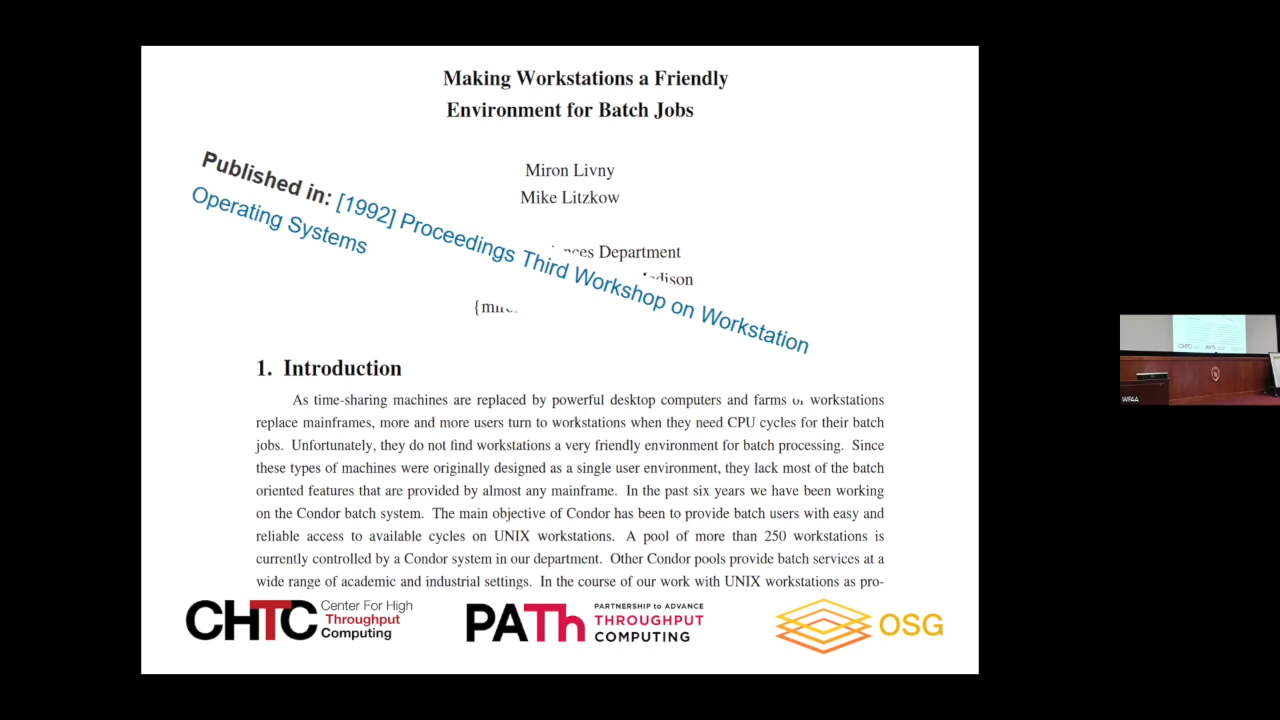 Making Workstations a Friendly
Environment for Batch Jobs
Miron Livny
Mike Litzkow
Published in: [1992] Proceedings Third Workshop on Workstation
Operating Systems
Department
1. Introduction
As time-sharing machines are replaced by powerful desktop computers and farms of workstations
replace mainframes, more and more users turn to workstations when they need CPU cycles for their batch
jobs. Unfortunately, they do not find workstations a very friendly environment for batch processing. Since
these types of machines were originally designed as a single user environment, they lack most of the batch
oriented features that are provided by almost any mainframe. In the past six years we have been working
on the Condor batch system. The main objective of Condor has been to provide batch users with easy and
reliable access to available cycles on UNIX workstations. A pool of more than 250 workstations is
currently controlled by a Condor system in our department. Other Condor pools provide batch services at a
wide range of academic and industrial settings. In the course of our work with UNIX workstations as pro-
CHTC Center For High
Throughput
Computing
PATh PARTNERSHIP to ADVANCE
THROUGHPUT
COMPUTING
OSG
CHTC
PATh
WFAA